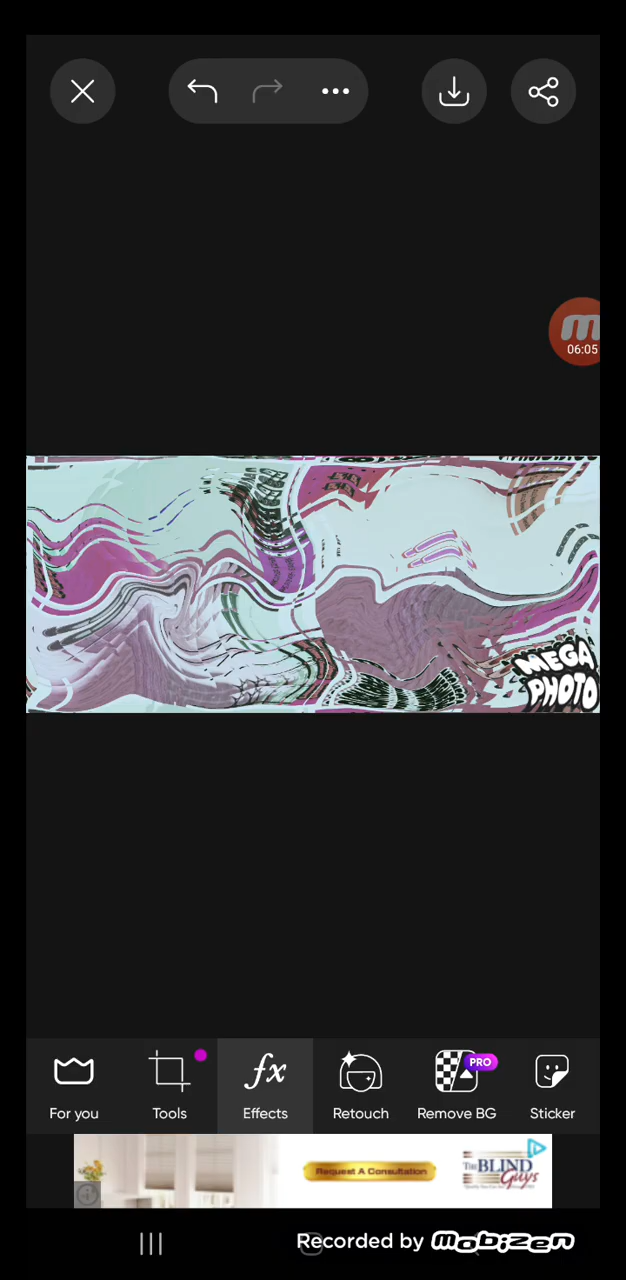 06:05
MEGA
PHOTO
PRO
For you
Tools
fx
Effects
Retouch
Remove BG
Sticker
Request A Consultation
THE BLIND
Guys
Recorded by mobizen